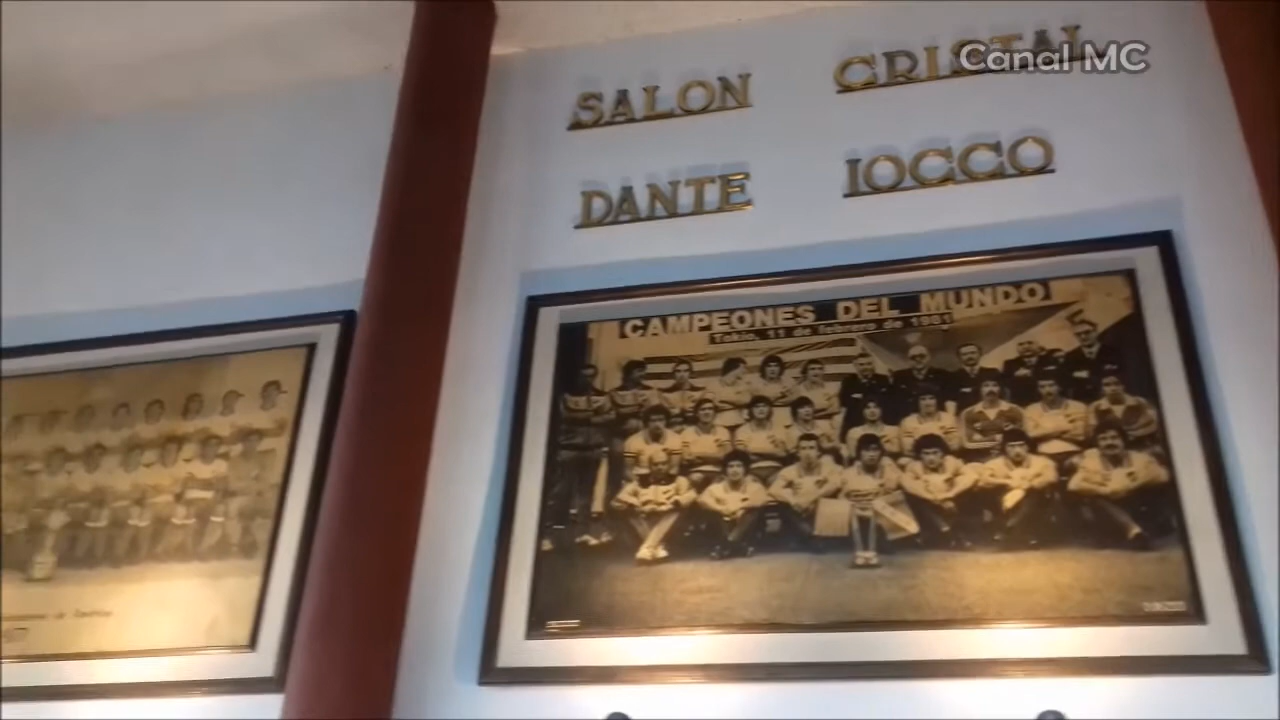 Canal MC
SALON CRISTAL
DANTE IOCCO
CAMPEONES DEL MUNDO
Tokio, 11 de febrero de 1981